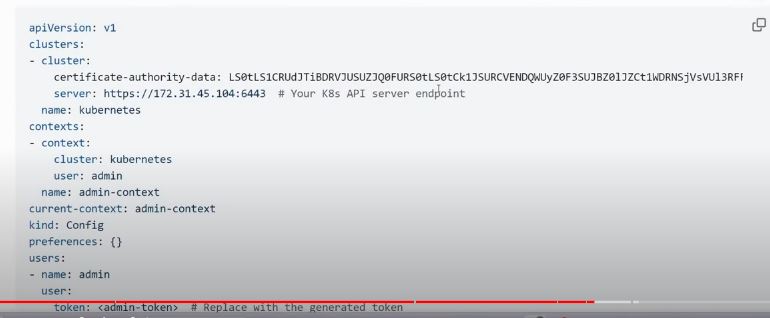 apiVersion: v1
clusters:
- cluster:
    certificate-authority-data: LS0tLS1CRUdJTiBDRVJUSUZJQ0FURS0tLS0tCk1JSURCVENDQWUyZ0F3SUJBZ0lJZCt1WDRNSjVsVUl3RFF
    server: https://172.31.45.104:6443  # Your K8s API server endpoint
  name: kubernetes
contexts:
- context:
    cluster: kubernetes
    user: admin
  name: admin-context
current-context: admin-context
kind: Config
preferences: {}
users:
- name: admin
  user:
    token: <admin-token>  # Replace with the generated token